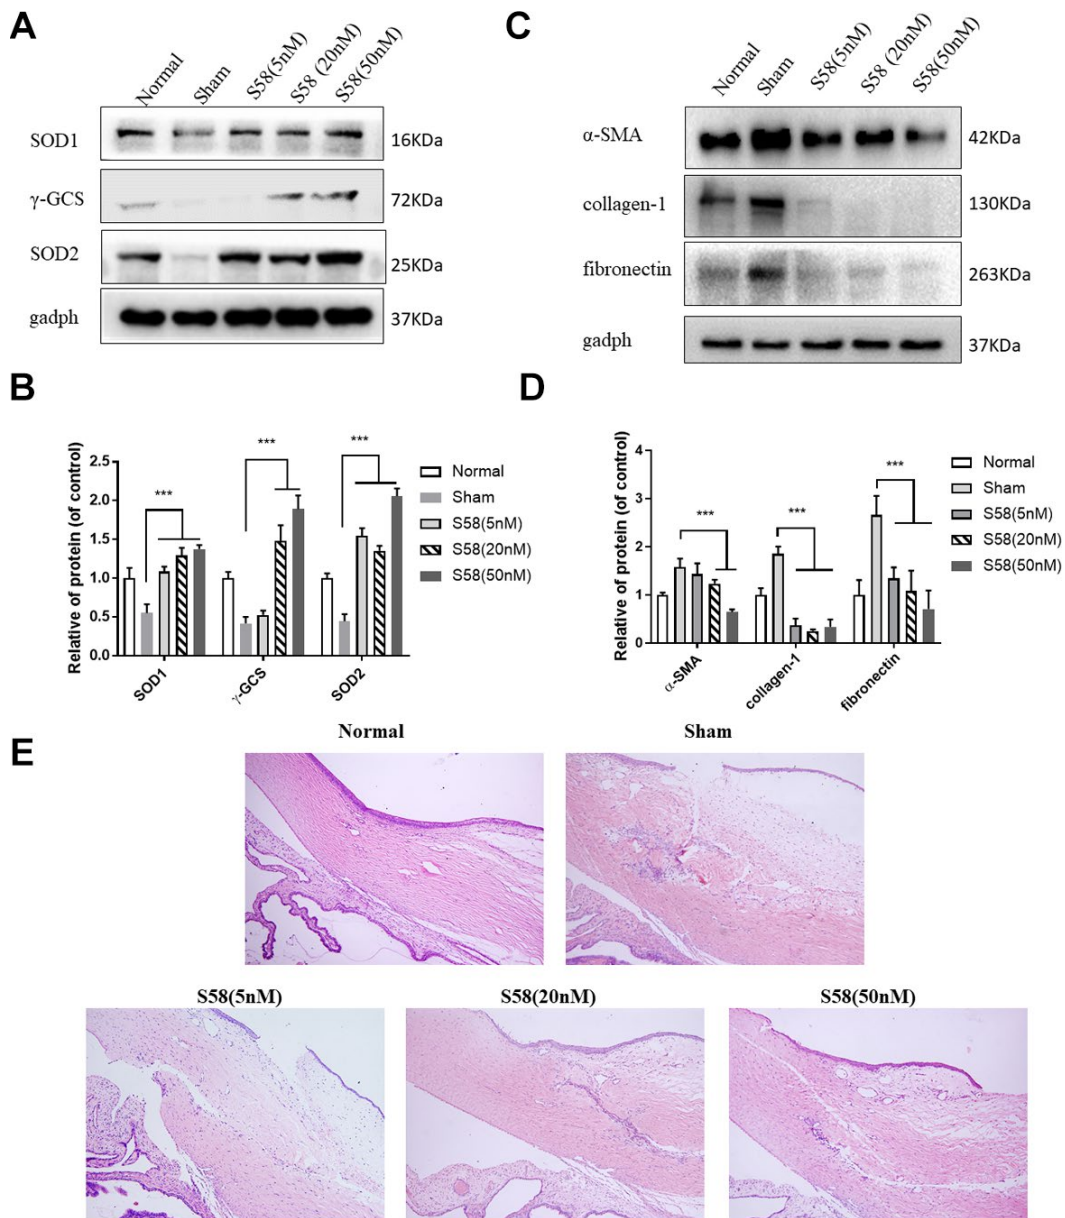 A
Normal
Sham
S58(5nM)
S58 (20nM)
S58(50nM)
SOD1
16KDa
γ-GCS
72KDa
SOD2
25KDa
gadph
37KDa
C
Normal
Sham
S58(5nM)
S58 (20nM)
S58(50nM)
α-SMA
42KDa
collagen-1
130KDa
fibronectin
263KDa
gadph
37KDa
B
Relative of protein (of control)
2.5
2.0
1.5
1.0
0.5
0.0
***
***
***
SOD1
γ-GCS
SOD2
Normal
Sham
S58(5nM)
S58(20nM)
S58(50nM)
D
Relative of protein (of control)
4
3
2
1
0
***
***
***
α-SMA
collagen-1
fibronectin
Normal
Sham
S58(5nM)
S58(20nM)
S58(50nM)
E
Normal
Sham
S58(5nM)
S58(20nM)
S58(50nM)